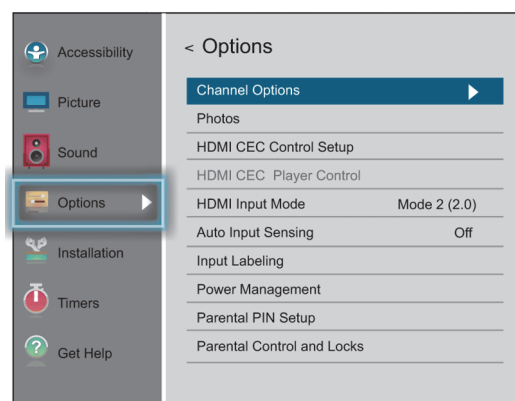 Accessibility
Picture
Sound
Options
Installation
Timers
Get Help
< Options
Channel Options
Photos
HDMI CEC Control Setup
HDMI CEC Player Control
HDMI Input Mode Mode 2 (2.0)
Auto Input Sensing Off
Input Labeling
Power Management
Parental PIN Setup
Parental Control and Locks